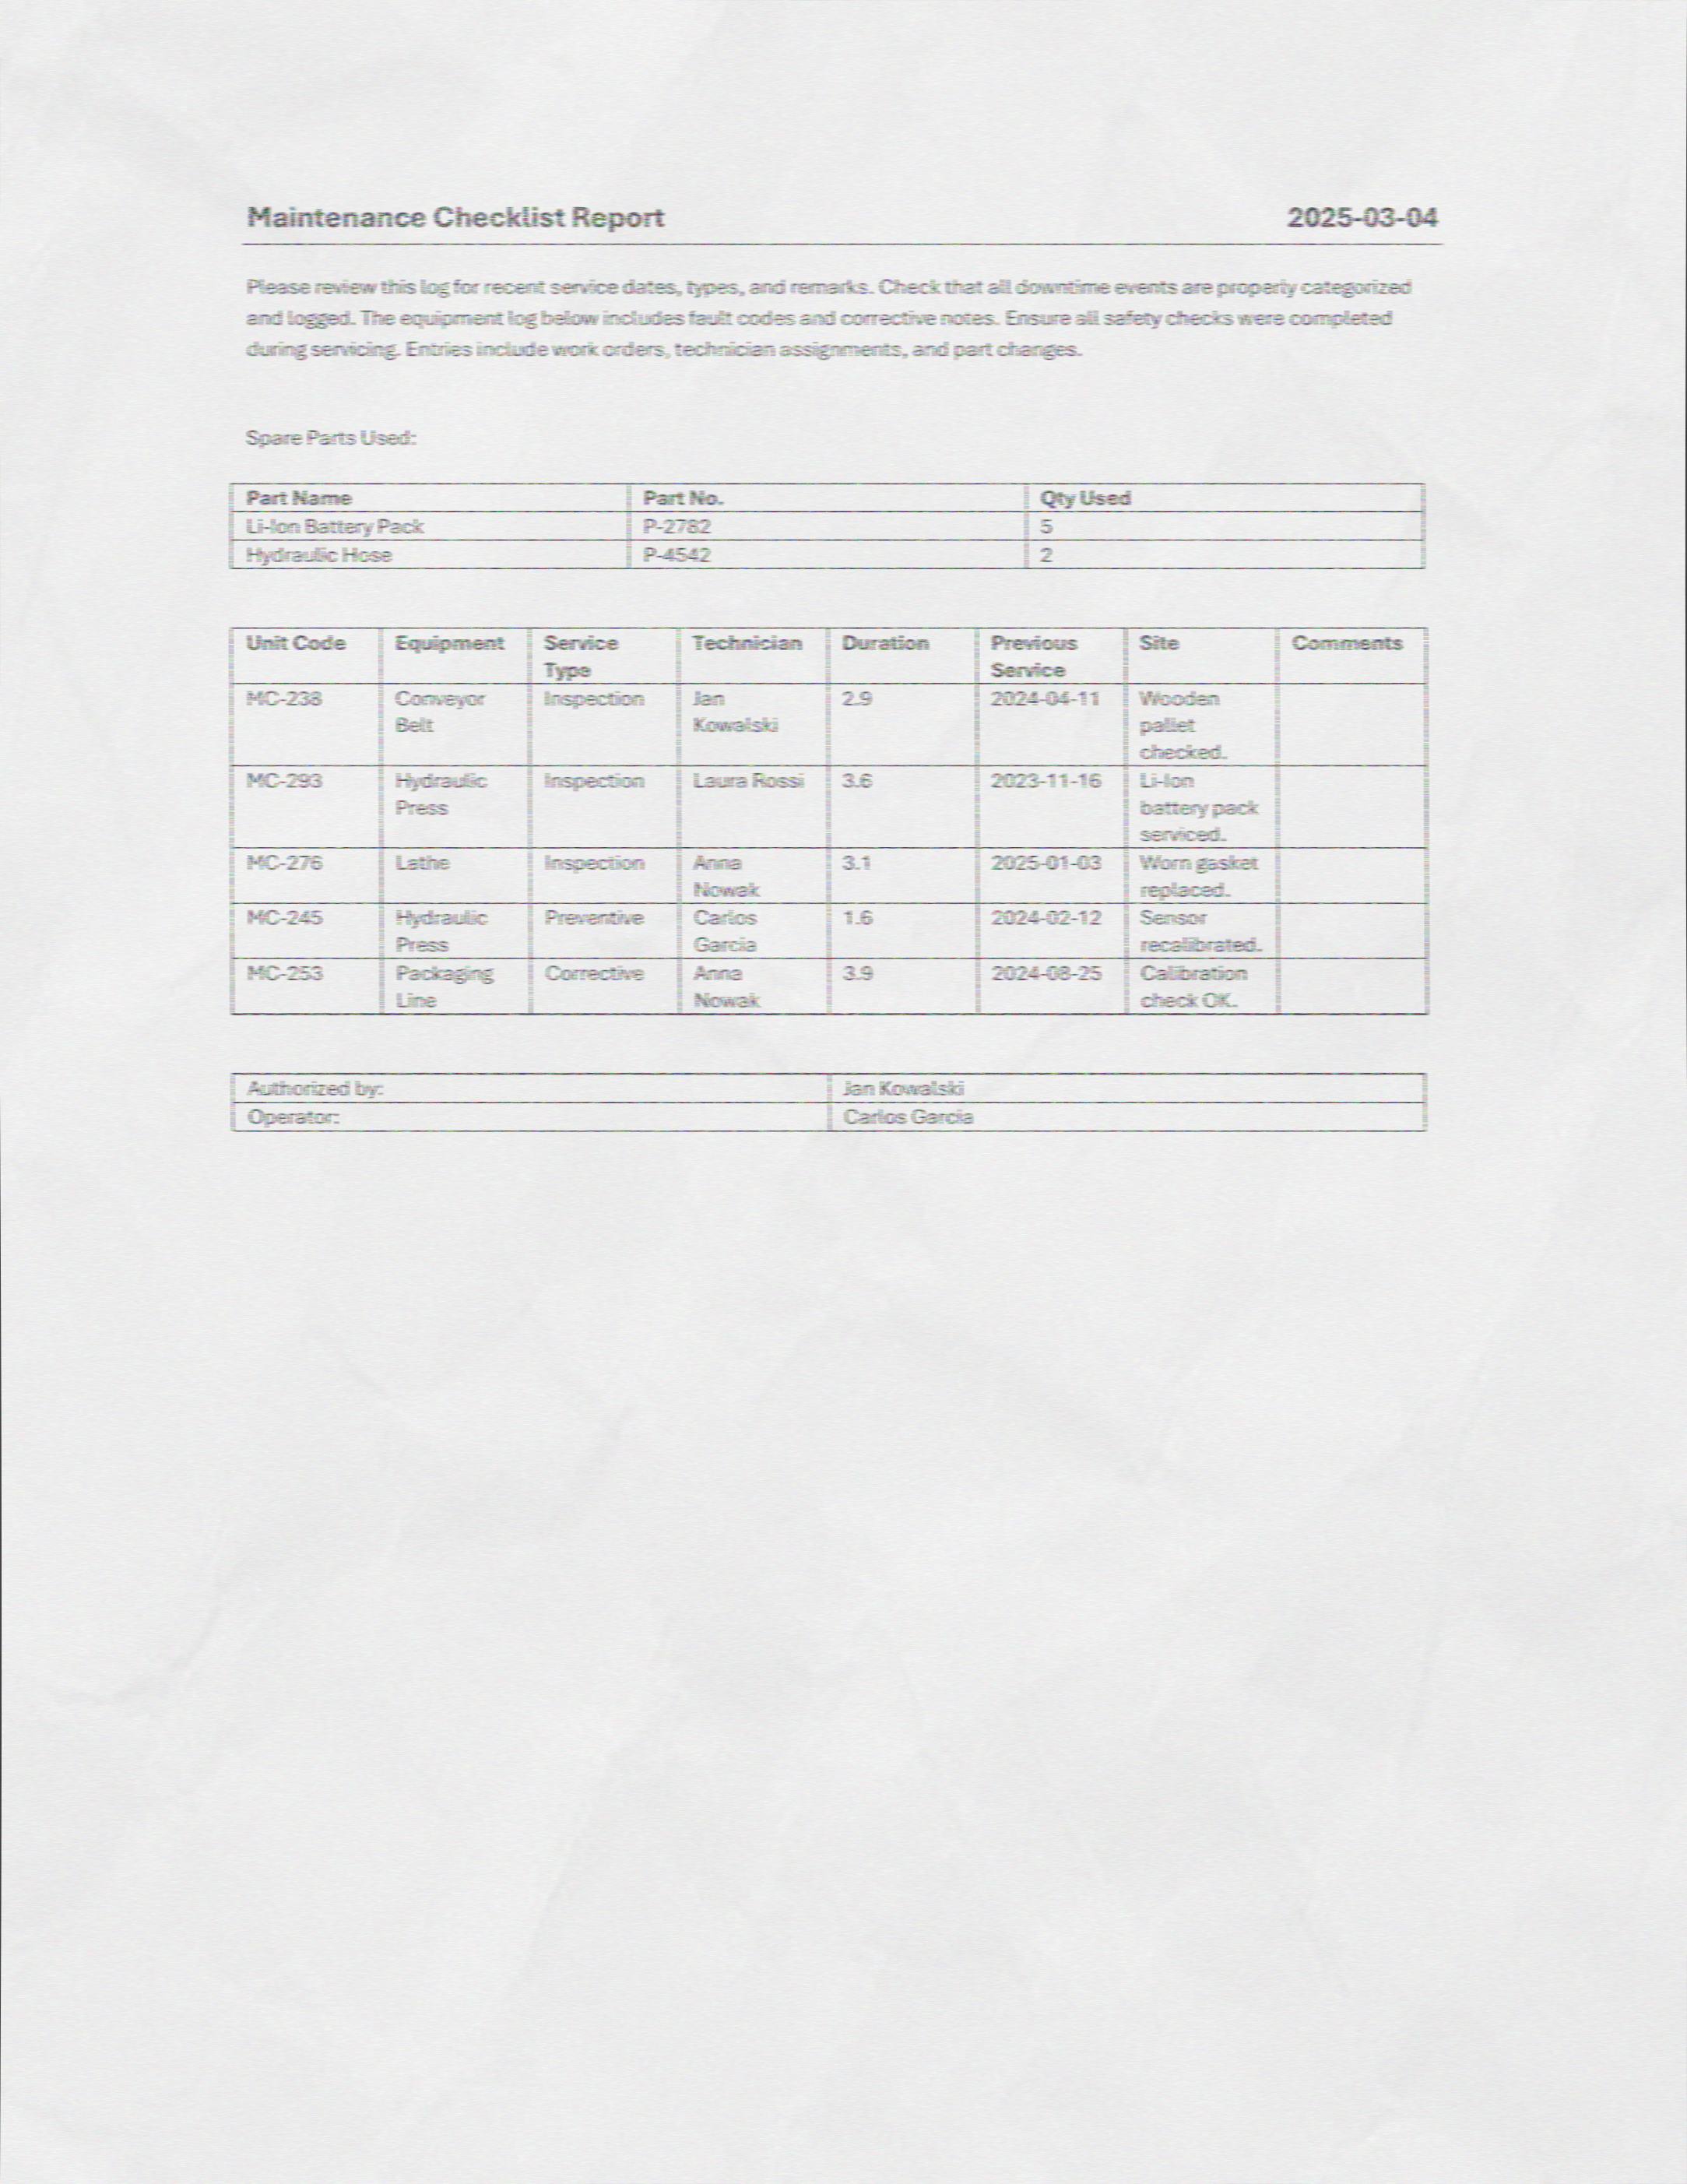 Maintenance Checklist Report 2025-03-04
Please review this log for recent service dates, types, and remarks. Check that all downtime events are properly categorized
and logged. The equipment log below includes fault codes and corrective notes. Ensure all safety checks were completed
during servicing. Entries include work orders, technician assignments, and part changes.
Spare Parts Used:
Part Name Part No. Qty Used
Li-Ion Battery Pack P-2782 5
Hydraulic Hose P-4542 2
Unit Code Equipment Service Technician Duration Previous Site Comments
Type Service
MC-238 Conveyor Inspection Jan 2.9 2024-04-11 Wooden
Belt Kowalski pallet
checked.
MC-293 Hydraulic Inspection Laura Rossi 3.6 2023-11-16 Li-Ion
Press battery pack
serviced.
MC-276 Lathe Inspection Anna 3.1 2025-01-03 Worn gasket
Nowak replaced.
MC-245 Hydraulic Preventive Carlos 1.6 2024-02-12 Sensor
Press Garcia recalibrated.
MC-253 Packaging Corrective Anna 3.9 2024-08-25 Calibration
Line Nowak check OK.
Authorized by: Jan Kowalski
Operator: Carlos Garcia